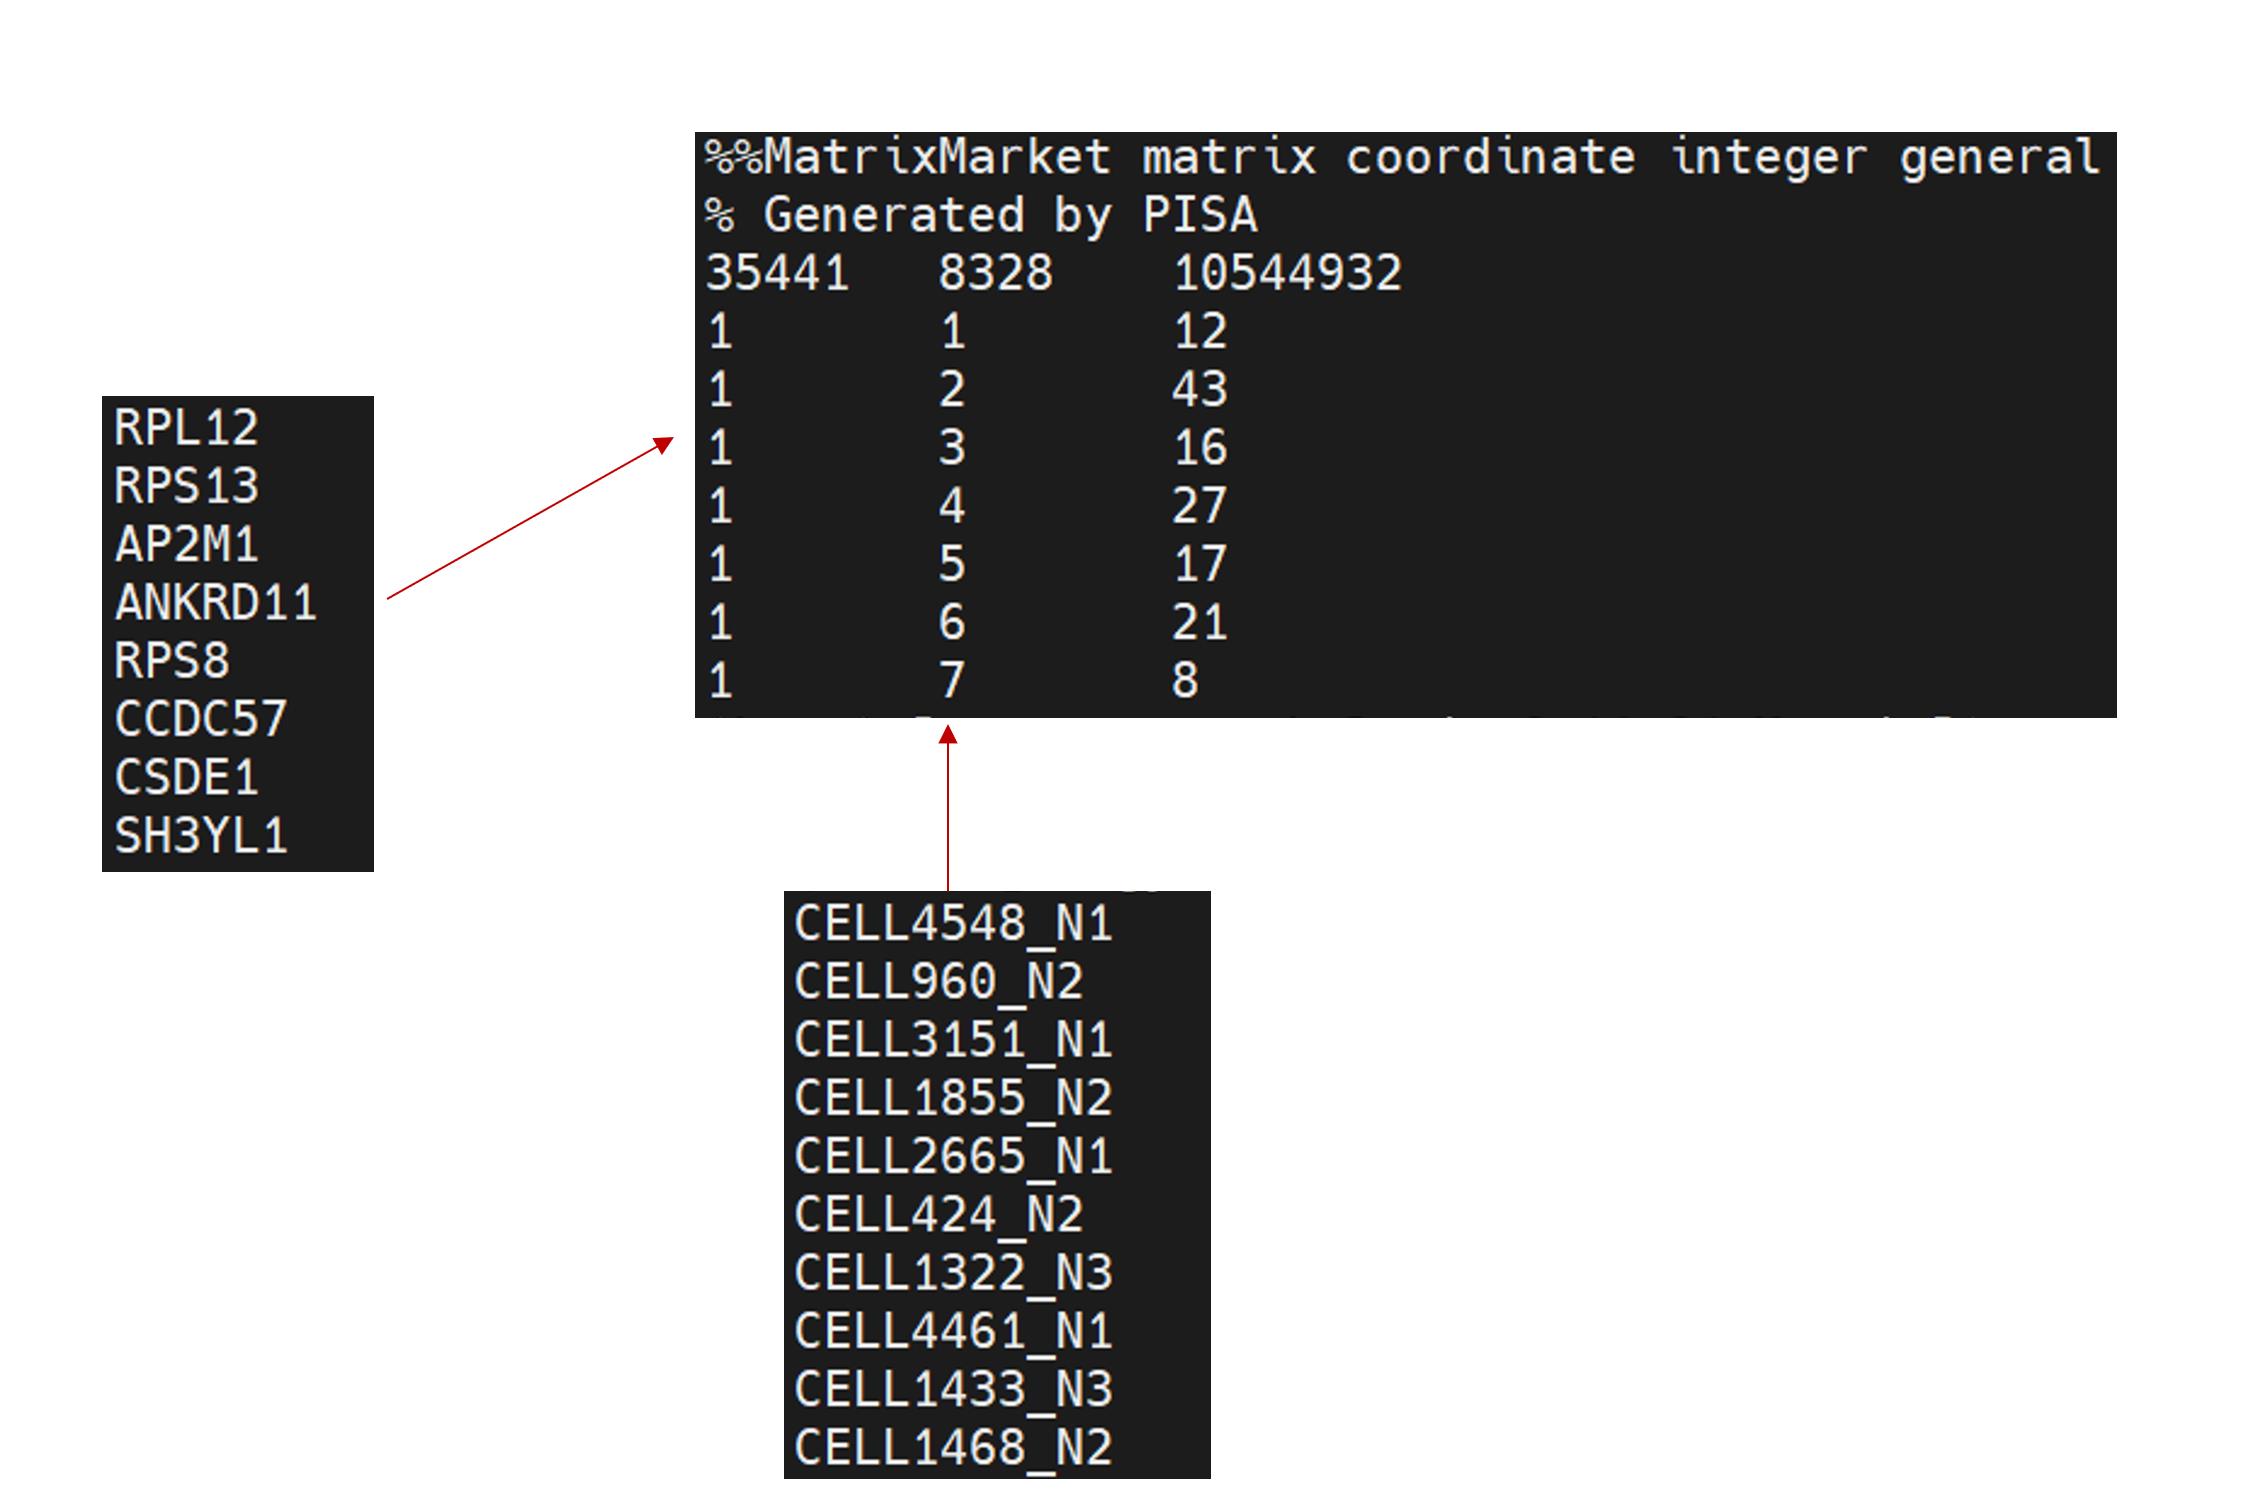 %%MatrixMarket matrix coordinate integer general
% Generated by PISA
35441 8328 10544932
1 1 12
1 2 43
1 3 16
1 4 27
1 5 17
1 6 21
1 7 8
RPL12
RPS13
AP2M1
ANKRD11
RPS8
CCDC57
CSDE1
SH3YL1
CELL4548_N1
CELL960_N2
CELL3151_N1
CELL1855_N2
CELL2665_N1
CELL424_N2
CELL1322_N3
CELL4461_N1
CELL1433_N3
CELL1468_N2